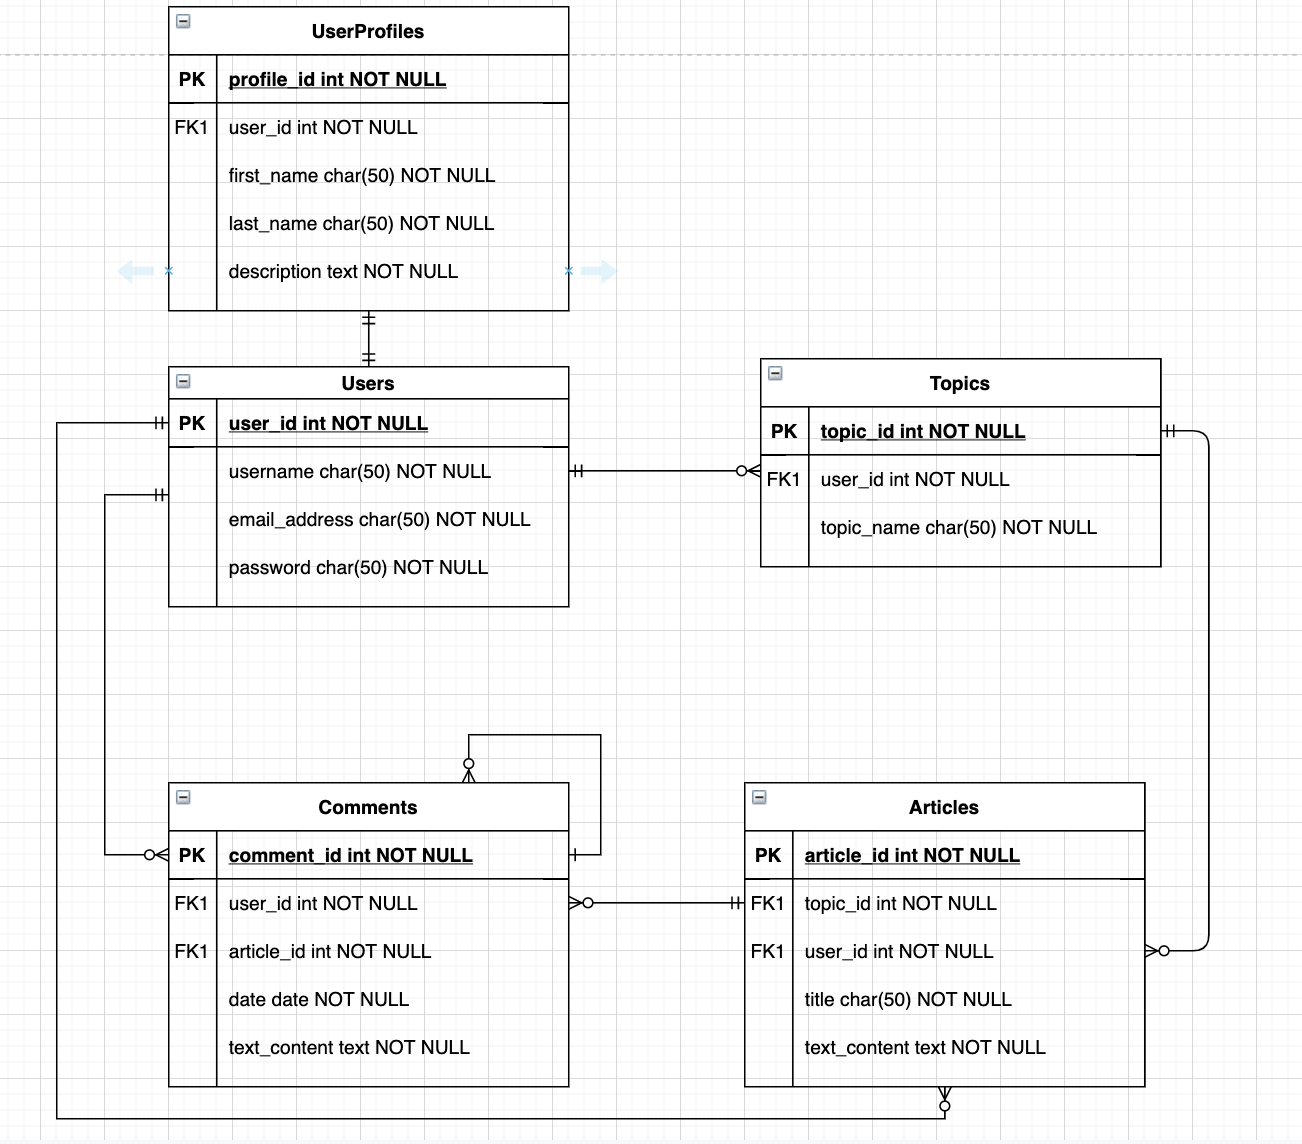 UserProfiles
PK profile_id int NOT NULL
FK1 user_id int NOT NULL
first_name char(50) NOT NULL
last_name char(50) NOT NULL
description text NOT NULL
Users
PK user_id int NOT NULL
username char(50) NOT NULL
email_address char(50) NOT NULL
password char(50) NOT NULL
Topics
PK topic_id int NOT NULL
FK1 user_id int NOT NULL
topic_name char(50) NOT NULL
Comments
PK comment_id int NOT NULL
FK1 user_id int NOT NULL
FK1 article_id int NOT NULL
date date NOT NULL
text_content text NOT NULL
Articles
PK article_id int NOT NULL
FK1 topic_id int NOT NULL
FK1 user_id int NOT NULL
title char(50) NOT NULL
text_content text NOT NULL